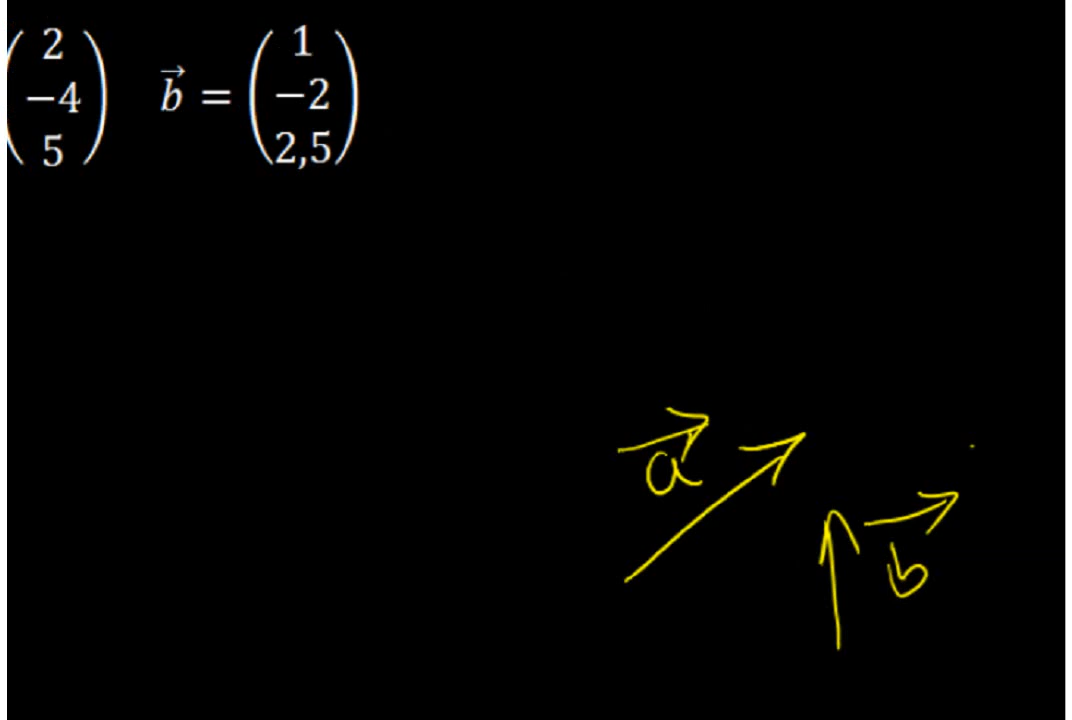 (2 −4 5) b⃗ = (1 −2 2,5)
a⃗
b⃗